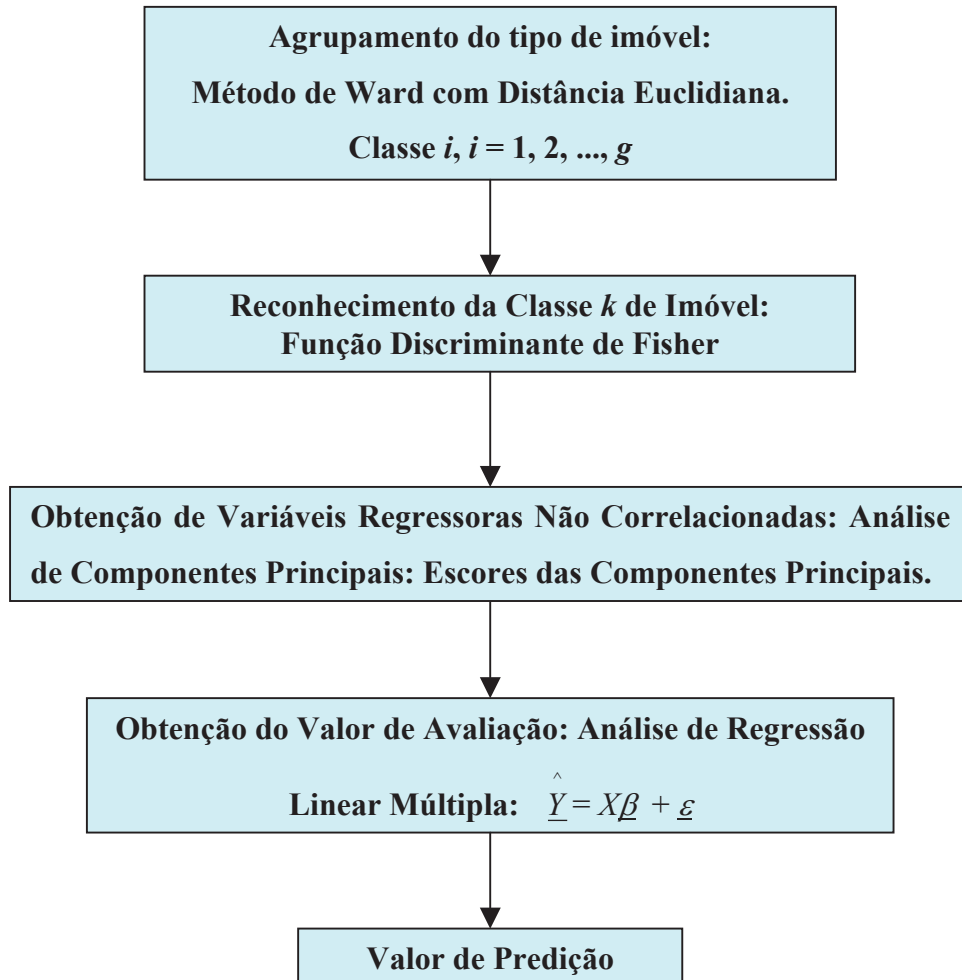 Agrupamento do tipo de imóvel:
Método de Ward com Distância Euclidiana.
Classe i, i = 1, 2, ..., g
Reconhecimento da Classe k de Imóvel:
Função Discriminante de Fisher
Obtenção de Variáveis Regressoras Não Correlacionadas: Análise
de Componentes Principais: Escores das Componentes Principais.
Obtenção do Valor de Avaliação: Análise de Regressão
Linear Múltipla: Ŷ = Xβ + ε
Valor de Predição